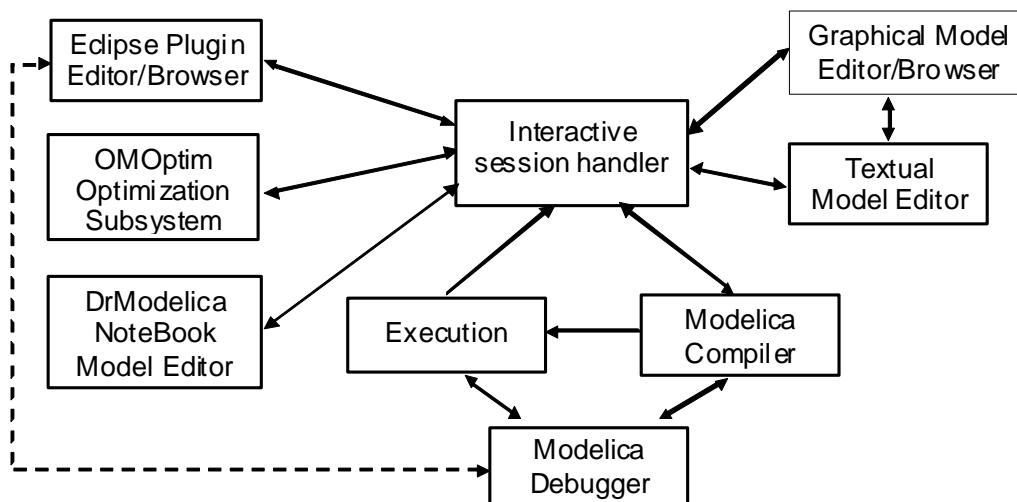 Eclipse Plugin
Editor/Browser
Graphical Model
Editor/Browser
Interactive
session handler
OMOptim
Optimization
Subsystem
Textual
Model Editor
DrModelica
NoteBook
Model Editor
Execution
Modelica
Compiler
Modelica
Debugger